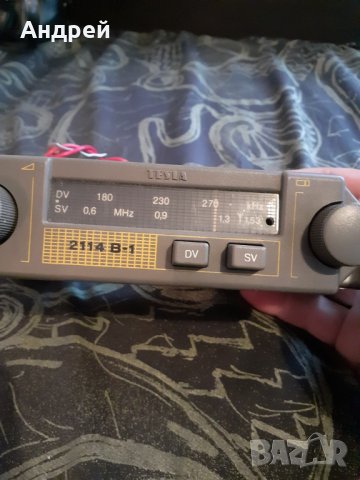 Андрей
TESLA
DV 180 230 270 kHz
SV 0,6 MHz 0,9 1,3 1,53
2114 B-1
DV SV
BAZAR